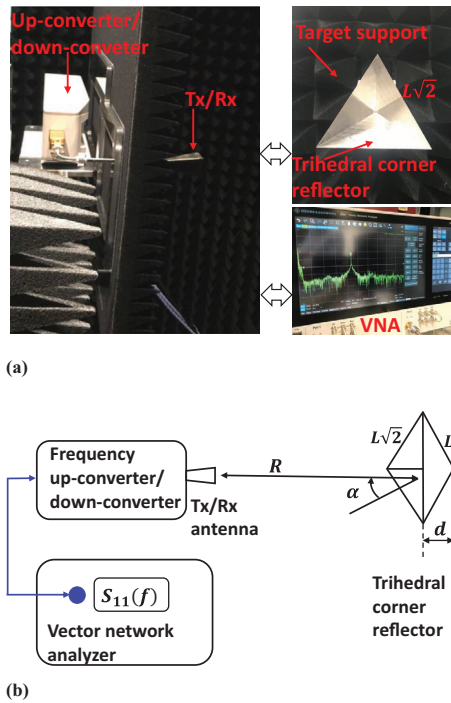 Up-converter/
down-conveter
Tx/Rx
Target support
L√2
Trihedral corner
reflector
VNA
(a)
Frequency
up-converter/
down-converter
Tx/Rx
antenna
R
α
L√2
L
d
S₁₁(f)
Vector network
analyzer
Trihedral
corner
reflector
(b)